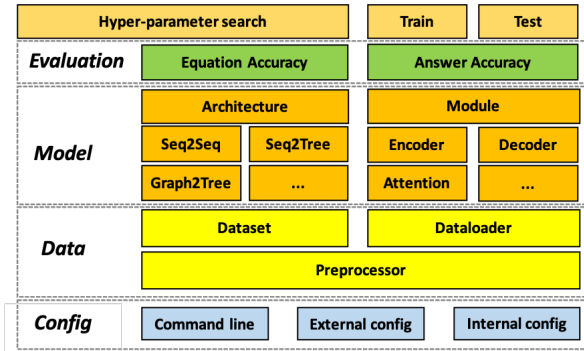 Hyper-parameter search Train Test
Evaluation Equation Accuracy Answer Accuracy
Architecture Module
Model Seq2Seq Seq2Tree Encoder Decoder
Graph2Tree ... Attention ...
Data Dataset Dataloader
Preprocessor
Config Command line External config Internal config